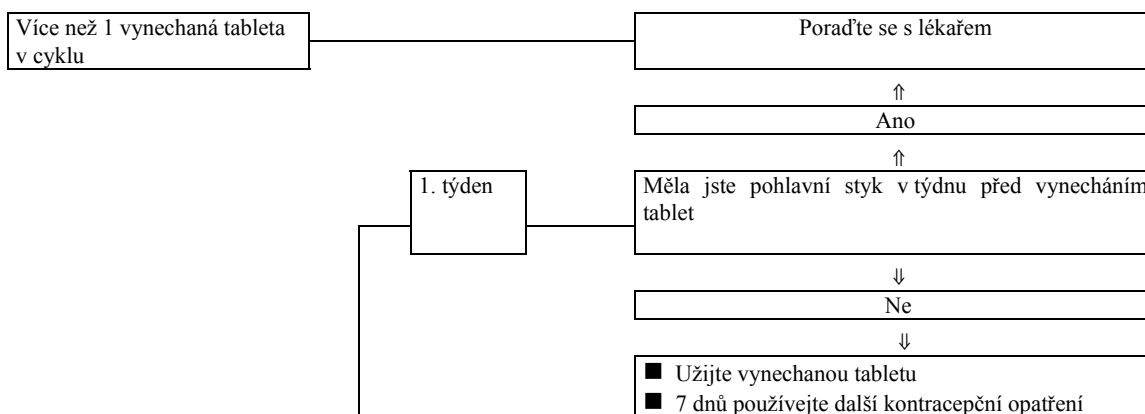 Více než 1 vynechaná tableta
v cyklu
Poraďte se s lékařem
⇑
Ano
⇑
1. týden
Měla jste pohlavní styk v týdnu před vynecháním
tablet
⇓
Ne
⇓
■ Užijte vynechanou tabletu
■ 7 dnů používejte další kontracepční opatření